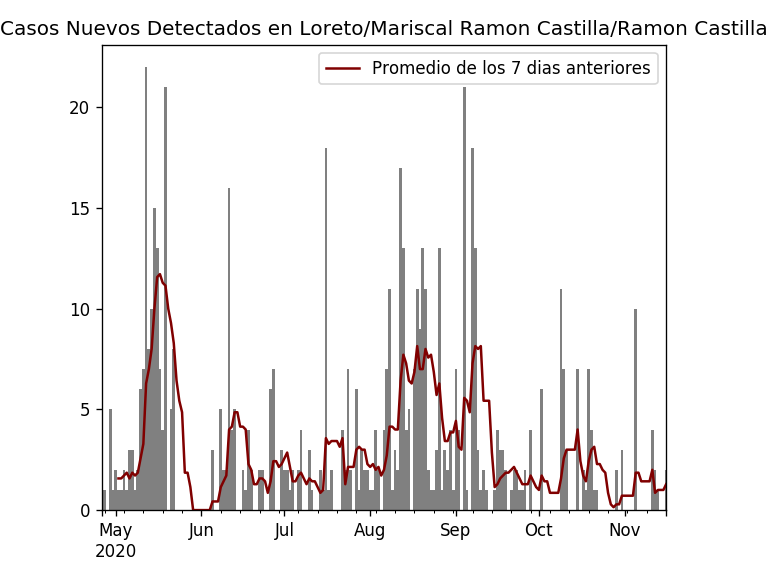 Casos Nuevos Detectados en Loreto/Mariscal Ramon Castilla/Ramon Castilla
Promedio de los 7 dias anteriores
20
15
10
5
0
May Jun Jul Aug Sep Oct Nov
2020